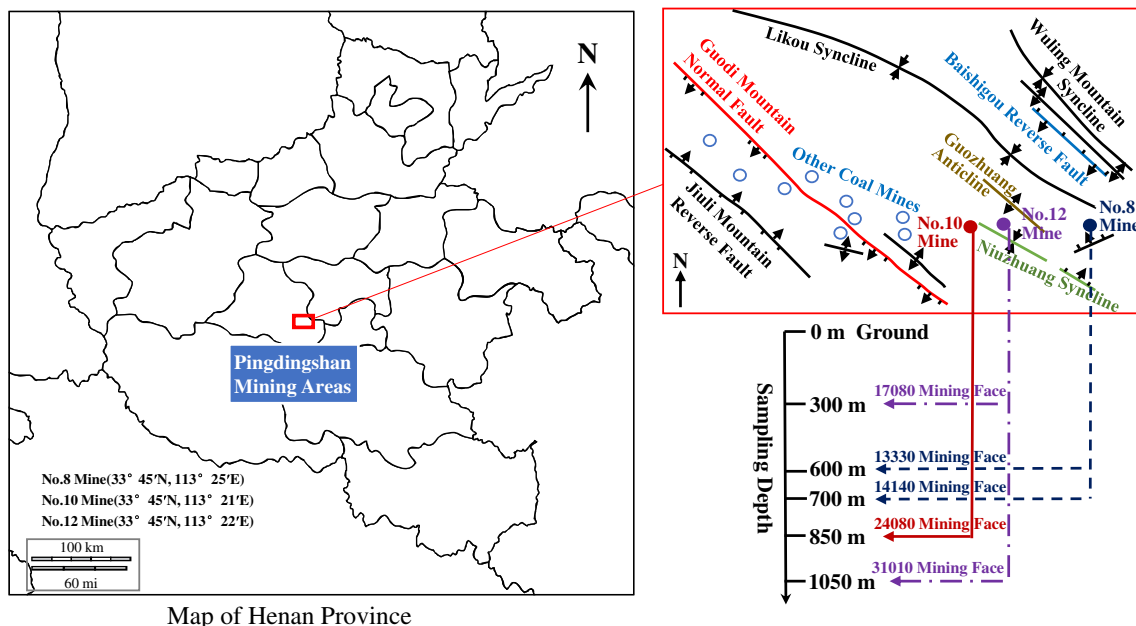 N
Pingdingshan
Mining Areas
No.8 Mine(33° 45′N, 113° 25′E)
No.10 Mine(33° 45′N, 113° 21′E)
No.12 Mine(33° 45′N, 113° 22′E)
100 km
60 mi
Map of Henan Province
Likou Syncline
Wuling Mountain
Syncline
Baishigou Reverse Fault
Guodi Mountain
Normal Fault
Guozhuang
Anticline
Other Coal Mines
Jiuli Mountain
Reverse Fault
No.10
Mine
No.12
Mine
No.8
Mine
Niuzhuang Syncline
N
0 m Ground
Sampling Depth
17080 Mining Face
300 m
13330 Mining Face
600 m
14140 Mining Face
700 m
24080 Mining Face
850 m
31010 Mining Face
1050 m